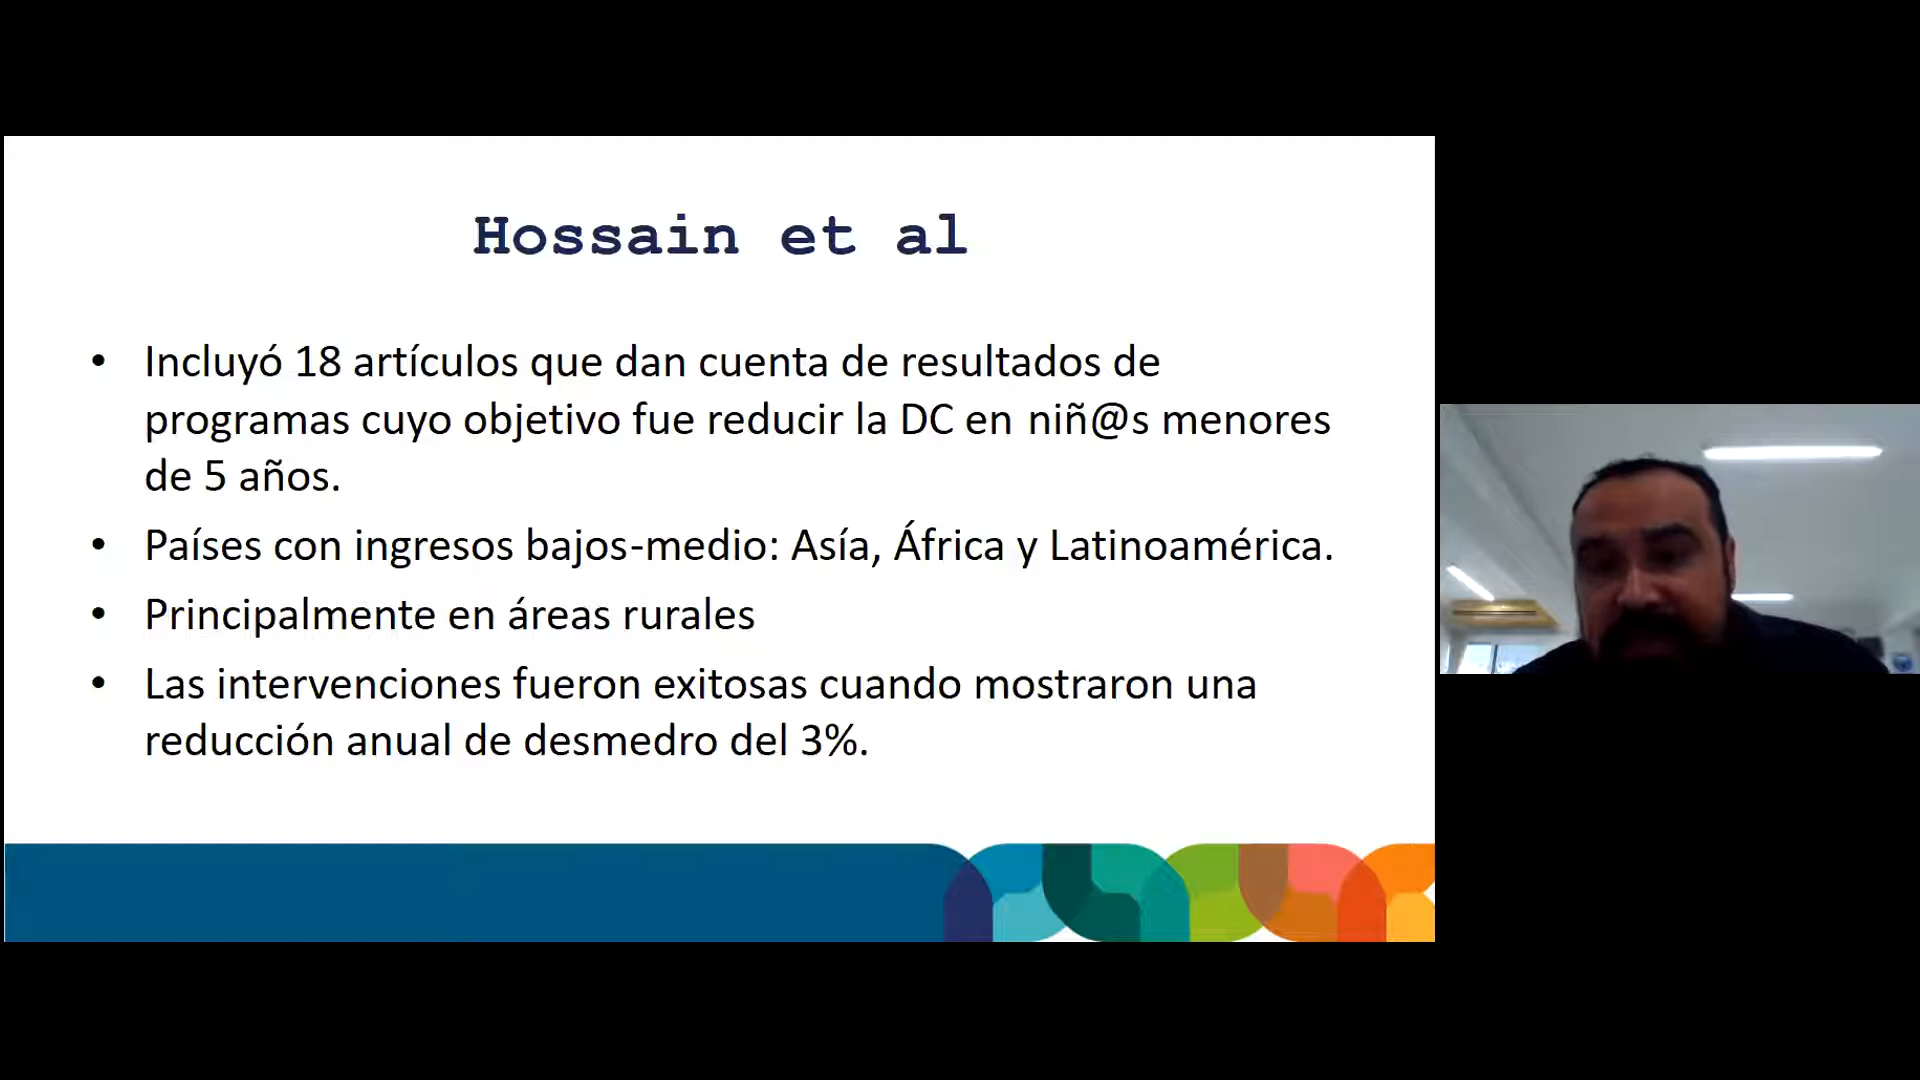 Hossain et al
• Incluyó 18 artículos que dan cuenta de resultados de
programas cuyo objetivo fue reducir la DC en niñ@s menores
de 5 años.
• Países con ingresos bajos-medio: Asía, África y Latinoamérica.
• Principalmente en áreas rurales
• Las intervenciones fueron exitosas cuando mostraron una
reducción anual de desmedro del 3%.